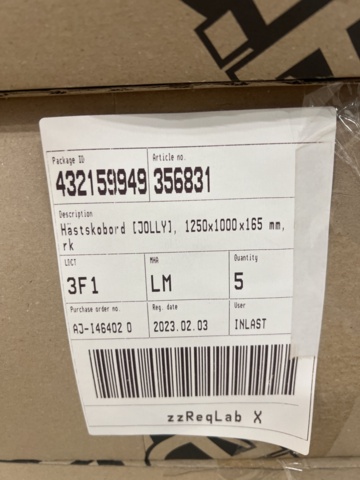 Package ID: Article no.
432159949 356831
Description
Hästskobord [JOLLY], 1250x1000x165 mm,
rk
LOCT MHA Quantity
3F1 LM 5
Purchase order no. Reg. date User
AJ-146402 0 2023.02.03 INLAST
zzReqLab X